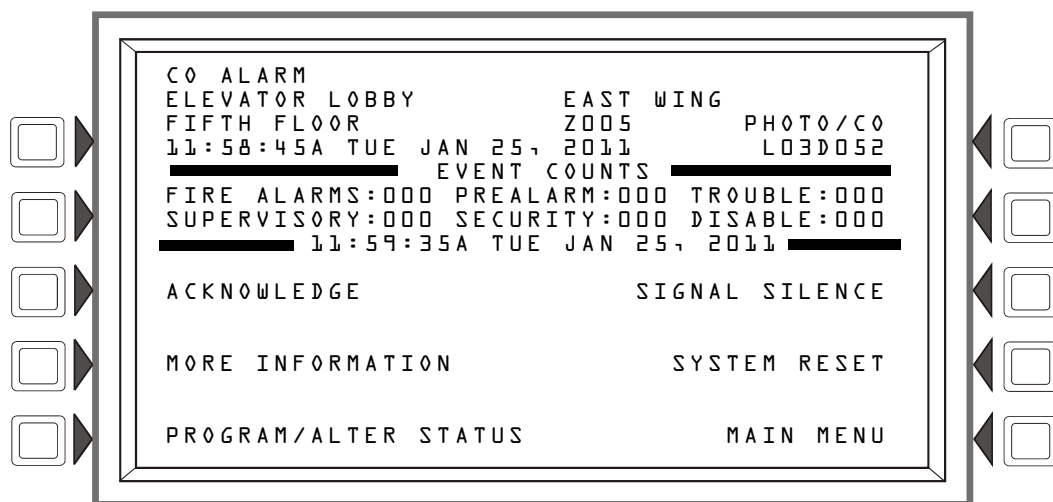 CO ALARM
ELEVATOR LOBBY EAST WING
FIFTH FLOOR Z005 PHOTO/CO
11:58:45A TUE JAN 25, 2011 L03D052
EVENT COUNTS
FIRE ALARMS:000 PREALARM:000 TROUBLE:000
SUPERVISORY:000 SECURITY:000 DISABLE:000
11:59:35A TUE JAN 25, 2011
ACKNOWLEDGE SIGNAL SILENCE
MORE INFORMATION SYSTEM RESET
PROGRAM/ALTER STATUS MAIN MENU